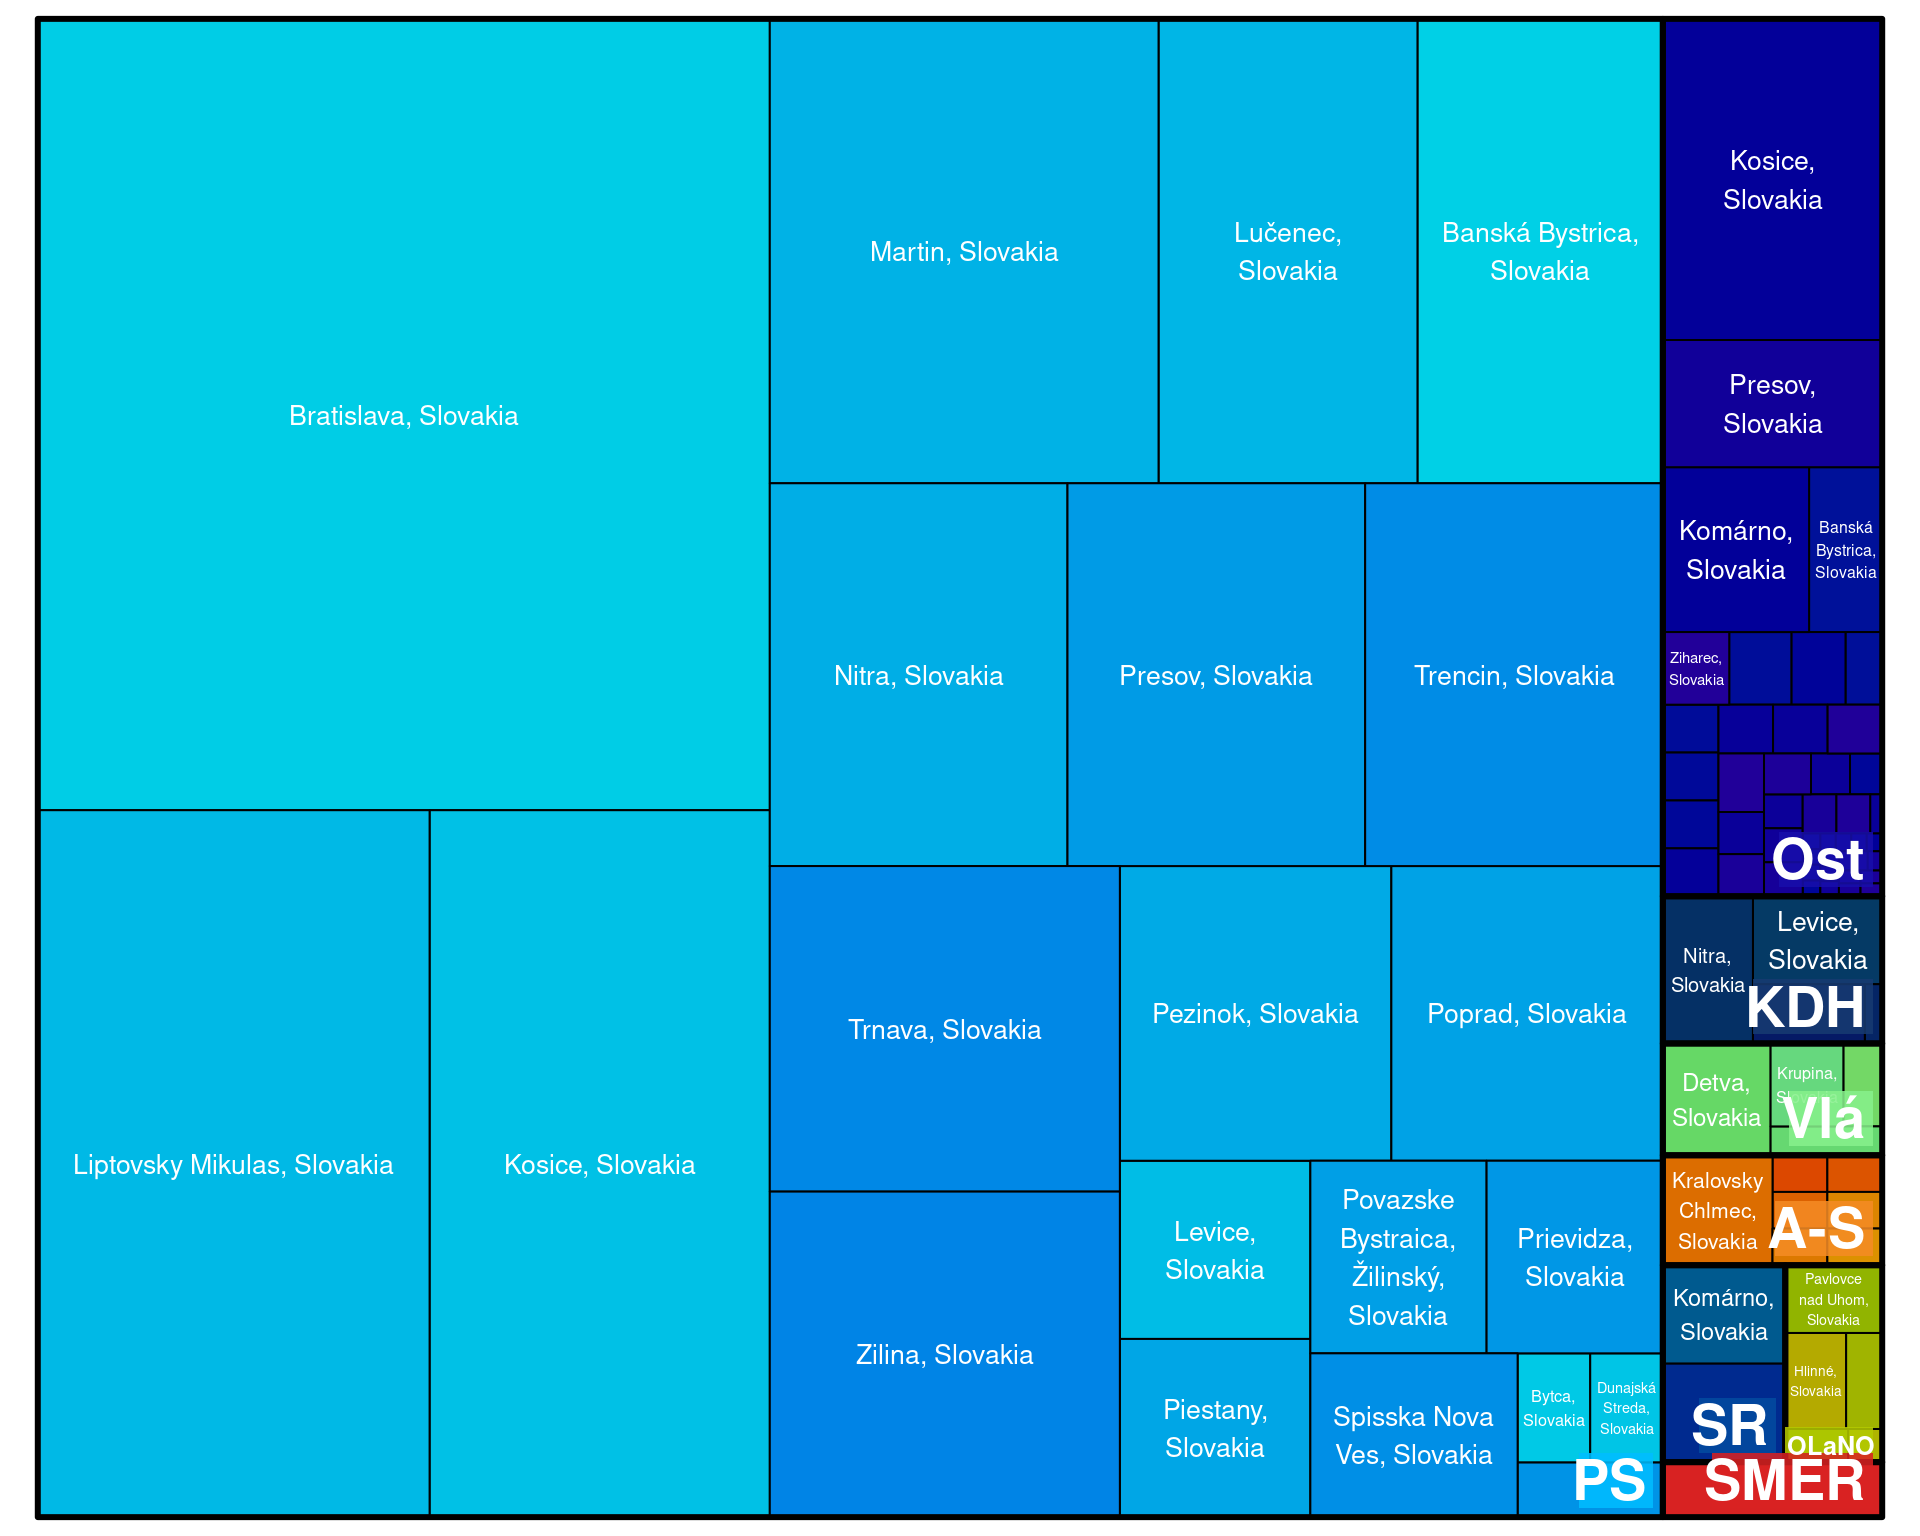 Bratislava, Slovakia
Liptovsky Mikulas, Slovakia
Kosice, Slovakia
Martin, Slovakia
Lučenec,
Slovakia
Banská Bystrica,
Slovakia
Nitra, Slovakia
Presov, Slovakia
Trencin, Slovakia
Trnava, Slovakia
Zilina, Slovakia
Pezinok, Slovakia
Poprad, Slovakia
Levice,
Slovakia
Piestany,
Slovakia
Povazske
Bystraica,
Žilinský,
Slovakia
Prievidza,
Slovakia
Spisska Nova
Ves, Slovakia
Bytca,
Slovakia
Dunajská
Streda,
Slovakia
PS
Kosice,
Slovakia
Presov,
Slovakia
Komárno,
Slovakia
Banská
Bystrica,
Slovakia
Ziharec,
Slovakia
Ost
Nitra,
Slovakia
Levice,
Slovakia
KDH
Detva,
Slovakia
Krupina,
Vlá
Kralovsky
Chlmec,
Slovakia
A-S
Komárno,
Slovakia
SR
Pavlovce
nad Uhom,
Slovakia
Hlinné,
Slovakia
OLaNO
SMER